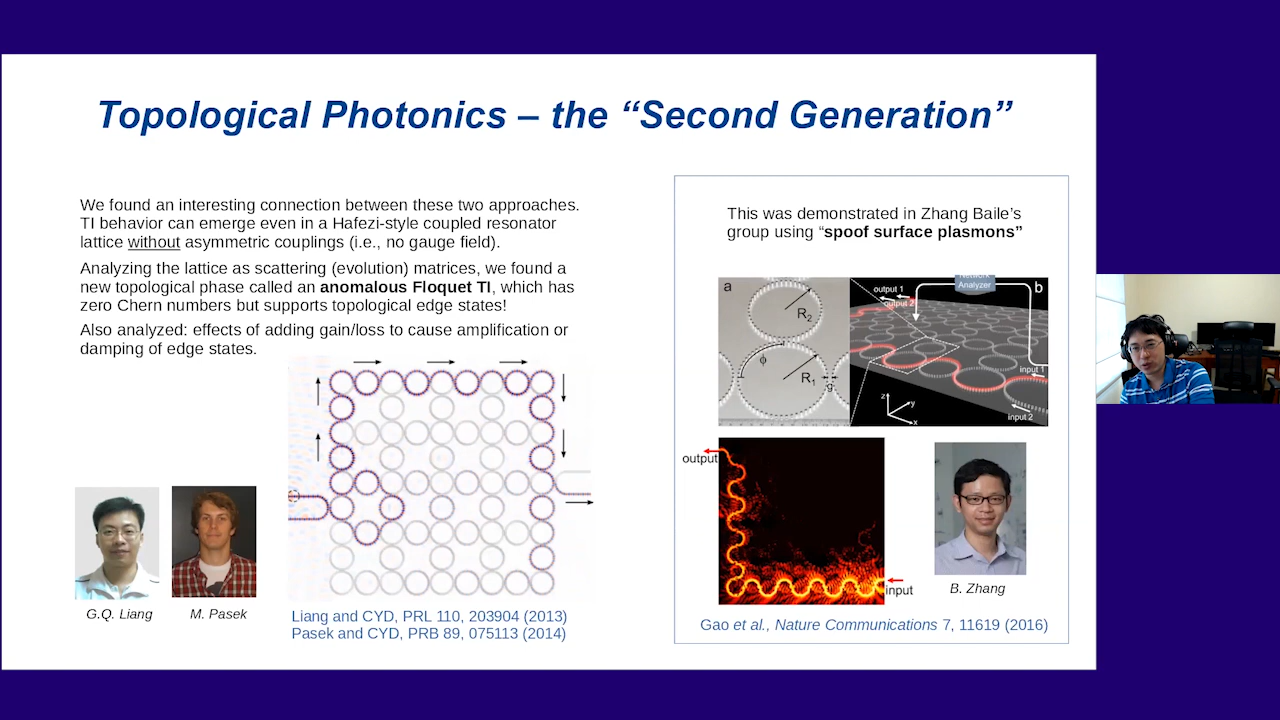 Topological Photonics – the “Second Generation”
We found an interesting connection between these two approaches.
TI behavior can emerge even in a Hafezi-style coupled resonator
lattice without asymmetric couplings (i.e., no gauge field).
Analyzing the lattice as scattering (evolution) matrices, we found a
new topological phase called an anomalous Floquet TI, which has
zero Chern numbers but supports topological edge states!
Also analyzed: effects of adding gain/loss to cause amplification or
damping of edge states.
G.Q. Liang
M. Pasek
Liang and CYD, PRL 110, 203904 (2013)
Pasek and CYD, PRB 89, 075113 (2014)
This was demonstrated in Zhang Baile’s
group using “spoof surface plasmons”
a
R2
ϕ
R1
g
b
Analyzer
output 1
output 2
input 1
input 2
z
y
x
output
input
B. Zhang
Gao et al., Nature Communications 7, 11619 (2016)